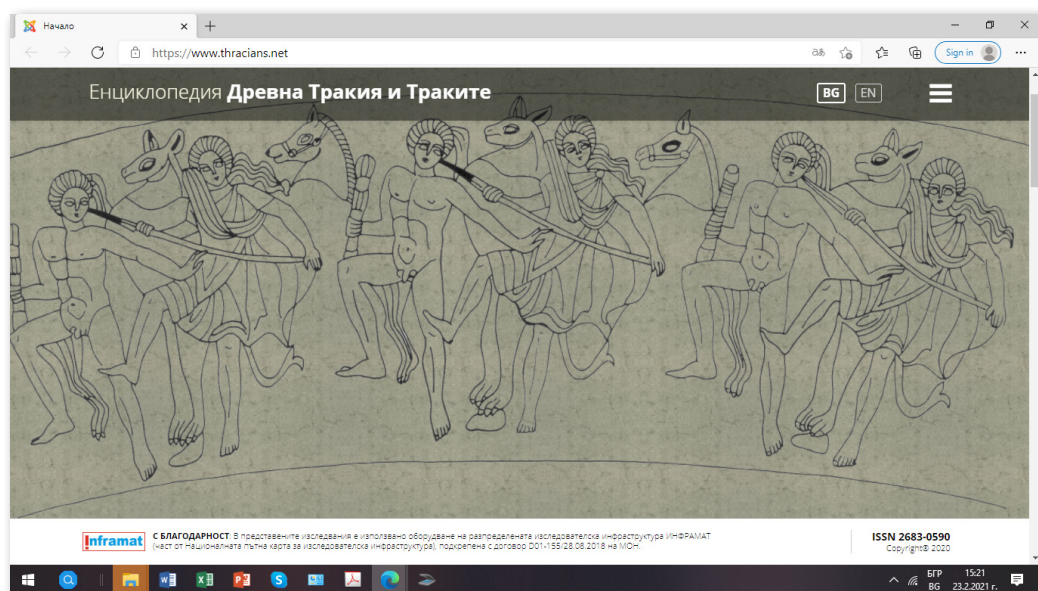 Начало
https://www.thracians.net
Sign in
Енциклопедия Древна Тракия и Траките
BG EN
Inframat
С БЛАГОДАРНОСТ: В представените изследвания е използвано оборудване на разпределената изследователска инфраструктура ИНФРАМАТ
(част от Националната пътна карта за изследователска инфраструктура), подкрепена с договор D01-155/28.08.2018 на МОН.
ISSN 2683-0590
Copyright© 2020
БГР 15:21
BG 23.2.2021 г.